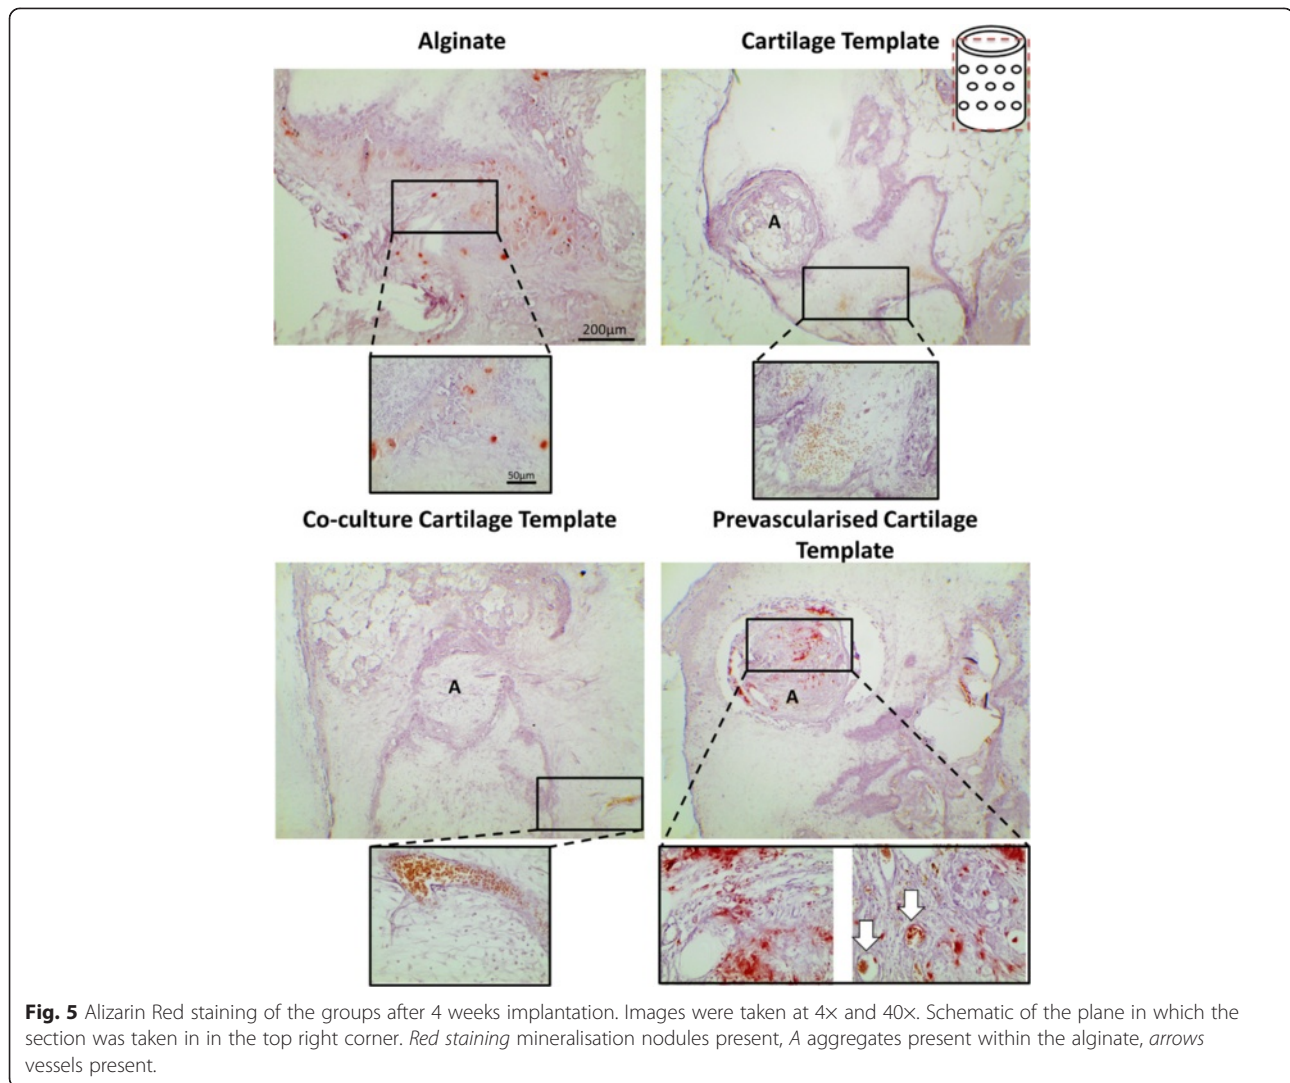 Alginate
Cartilage Template
A
200µm
50µm
Co-culture Cartilage Template
Prevascularised Cartilage
Template
A
A
Fig. 5 Alizarin Red staining of the groups after 4 weeks implantation. Images were taken at 4× and 40×. Schematic of the plane in which the
section was taken in in the top right corner. Red staining mineralisation nodules present, A aggregates present within the alginate, arrows
vessels present.